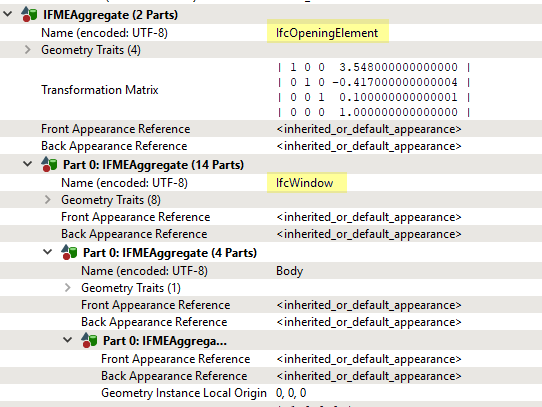 IFMEAggregate (2 Parts)
Name (encoded: UTF-8) IfcOpeningElement
Geometry Traits (4)
| 1 0 0 3.548000000000000 |
| 0 1 0 -0.417000000000004 |
Transformation Matrix
| 0 0 1 0.100000000000001 |
| 0 0 0 1.000000000000000 |
Front Appearance Reference <inherited_or_default_appearance>
Back Appearance Reference <inherited_or_default_appearance>
Part 0: IFMEAggregate (14 Parts)
Name (encoded: UTF-8) IfcWindow
Geometry Traits (8)
Front Appearance Reference <inherited_or_default_appearance>
Back Appearance Reference <inherited_or_default_appearance>
Part 0: IFMEAggregate (4 Parts)
Name (encoded: UTF-8) Body
Geometry Traits (1)
Front Appearance Reference <inherited_or_default_appearance>
Back Appearance Reference <inherited_or_default_appearance>
Part 0: IFMEAggrega...
Front Appearance Reference <inherited_or_default_appearance>
Back Appearance Reference <inherited_or_default_appearance>
Geometry Instance Local Origin 0, 0, 0